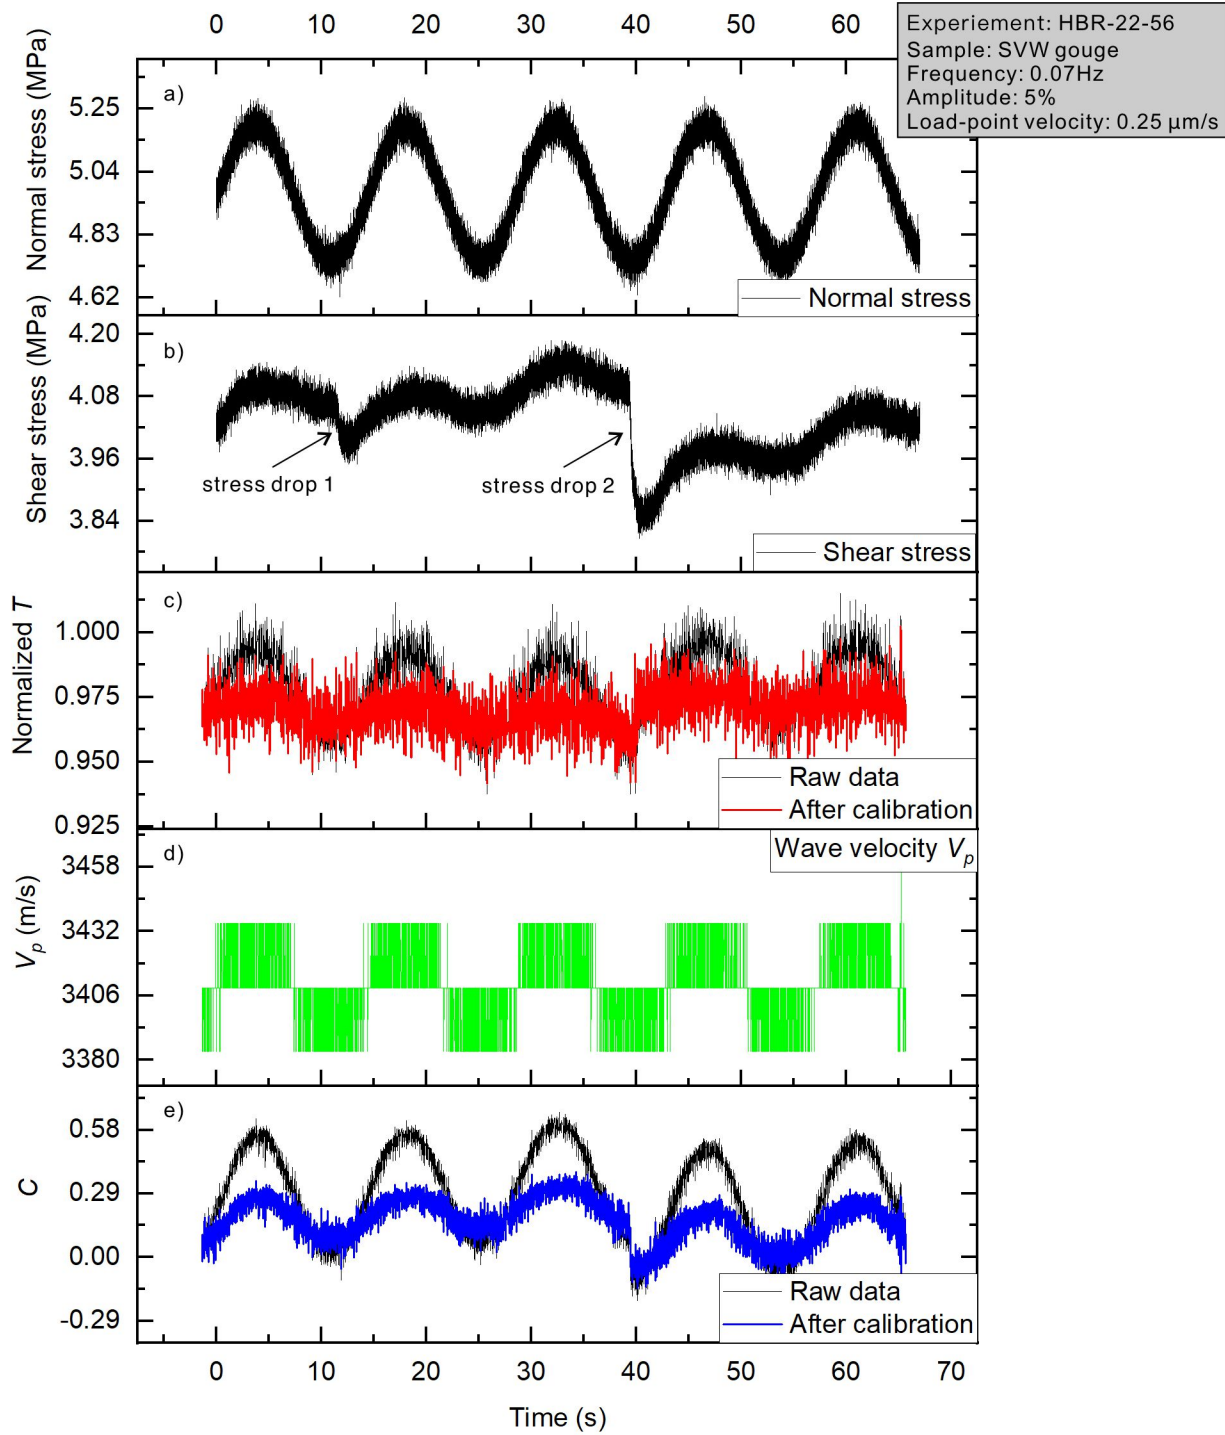 0 10 20 30 40 50 60
Experiement: HBR-22-56
Sample: SVW gouge
Frequency: 0.07Hz
Amplitude: 5%
Load-point velocity: 0.25 μm/s
Normal stress (MPa)
a)
5.25
5.04
4.83
4.62
Normal stress
Shear stress (MPa)
b)
4.20
4.08
3.96
3.84
stress drop 1
stress drop 2
Shear stress
Normalized T
c)
1.000
0.975
0.950
0.925
Raw data
After calibration
Vp (m/s)
d)
Wave velocity Vp
3458
3432
3406
3380
C
e)
0.58
0.29
0.00
-0.29
Raw data
After calibration
0 10 20 30 40 50 60 70
Time (s)